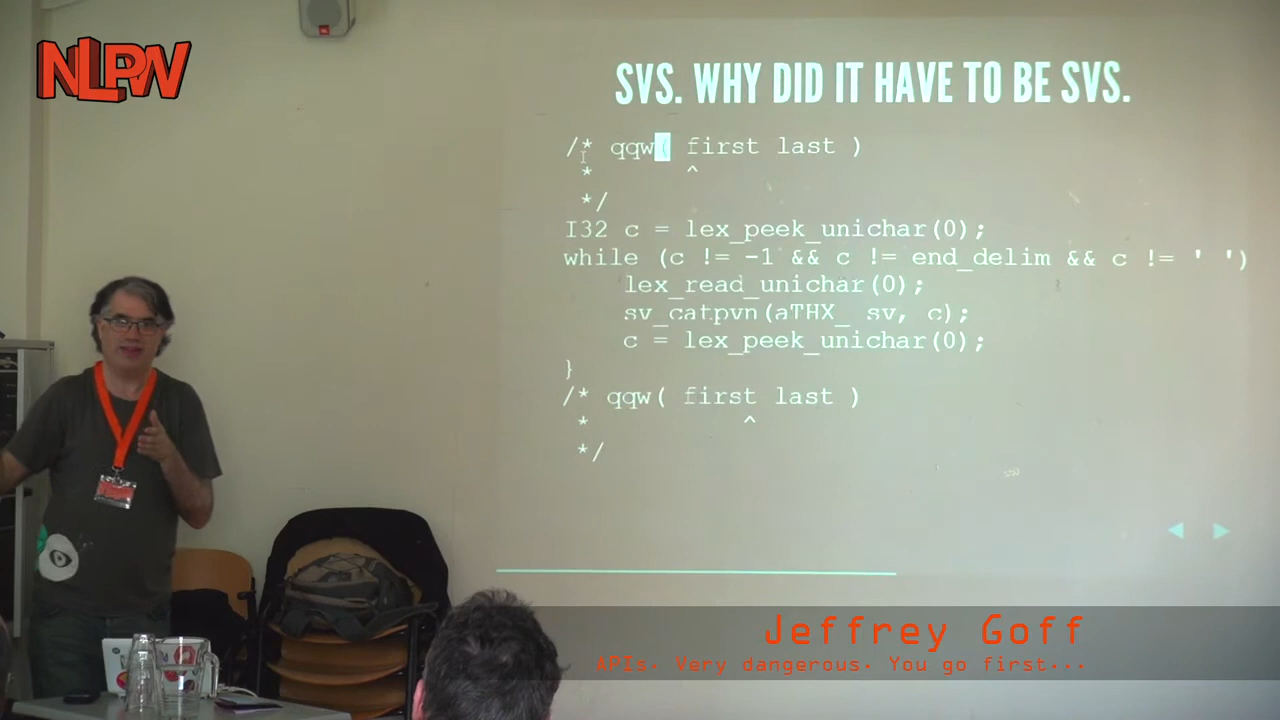 NLPW
SVS. WHY DID IT HAVE TO BE SVS.
/* qqw( first last )
* ^
*/
I32 c = lex_peek_unichar(0);
while (c != -1 && c != end_delim && c != ' ')
lex_read_unichar(0);
sv_catpvn(aTHX_ sv, c);
c = lex_peek_unichar(0);
}
/* qqw( first last )
* ^
*/
Jeffrey Goff
APIs. Very dangerous. You go first...